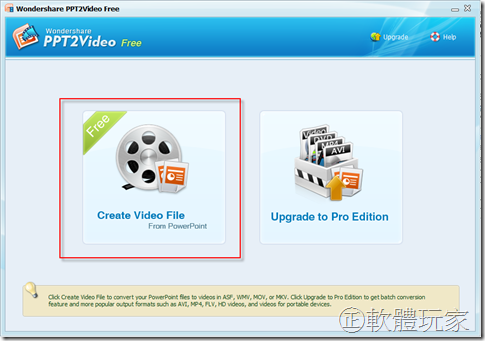 Wondershare PPT2Video Free
Wondershare
PPT2Video Free
Upgrade
Help
Free
Create Video File
From PowerPoint
Video
DVD
MP4
AVI
Upgrade to Pro Edition
Click Create Video File to convert your PowerPoint files to videos in ASF, WMV, MOV, or MKV. Click Upgrade to Pro Edition to get batch conversion
feature and more popular output formats such as AVI, MP4, FLV, HD videos, and videos for portable devices.
正軟體玩家